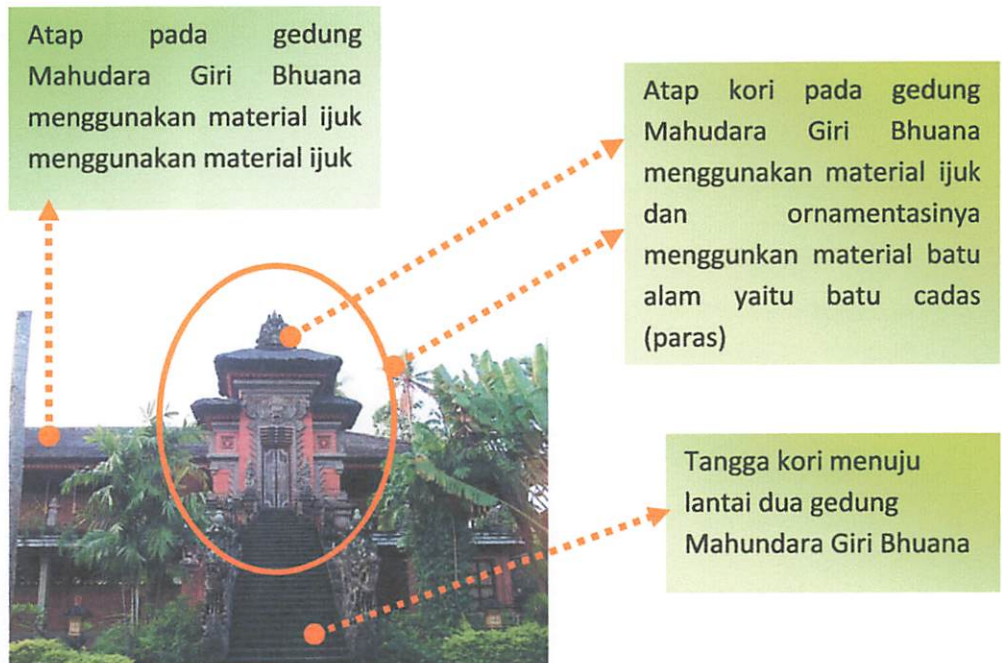 Atap pada gedung
Mahudara Giri Bhuana
menggunakan material ijuk
menggunakan material ijuk
Atap kori pada gedung
Mahudara Giri Bhuana
menggunakan material ijuk
dan ornamentasinya
menggunkan material batu
alam yaitu batu cadas
(paras)
Tangga kori menuju
lantai dua gedung
Mahundara Giri Bhuana